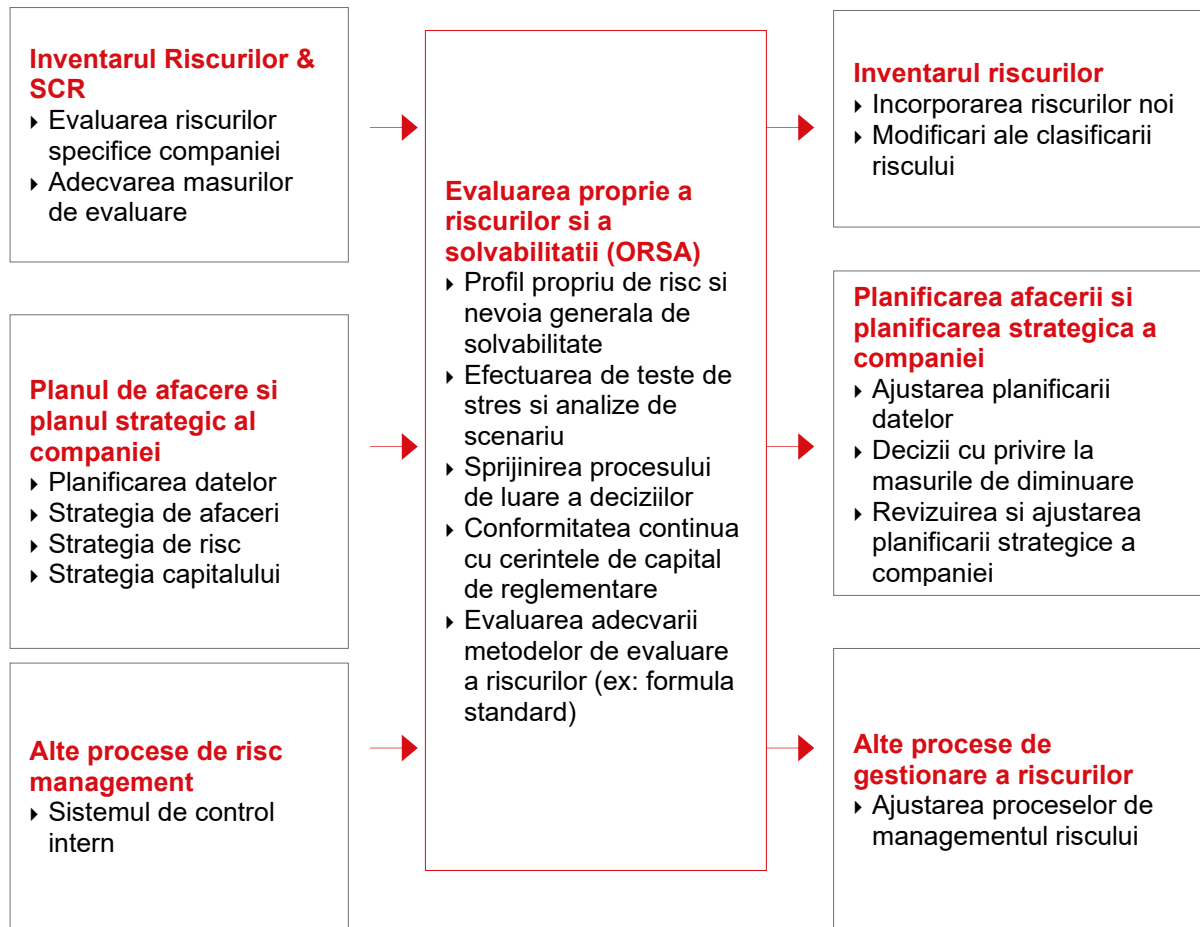 Inventarul Riscurilor &
SCR
Evaluarea riscurilor
specifice companiei
Adecvarea masurilor
de evaluare
Planul de afacere si
planul strategic al
companiei
Planificarea datelor
Strategia de afaceri
Strategia de risc
Strategia capitalului
Alte procese de risc
management
Sistemul de control
intern
Evaluarea proprie a
riscurilor si a
solvabilitatii (ORSA)
Profil propriu de risc si
nevoia generala de
solvabilitate
Efectuarea de teste de
stres si analize de
scenariu
Sprijinirea procesului
de luare a deciziilor
Conformitatea continua
cu cerintele de capital
de reglementare
Evaluarea adecvarii
metodelor de evaluare
a riscurilor (ex: formula
standard)
Inventarul riscurilor
Incorporarea riscurilor noi
Modificari ale clasificarii
riscului
Planificarea afacerii si
planificarea strategica a
companiei
Ajustarea planificarii
datelor
Decizii cu privire la
masurile de diminuare
Revizuirea si ajustarea
planificarii strategice a
companiei
Alte procese de
gestionare a riscurilor
Ajustarea proceselor de
managementul riscului